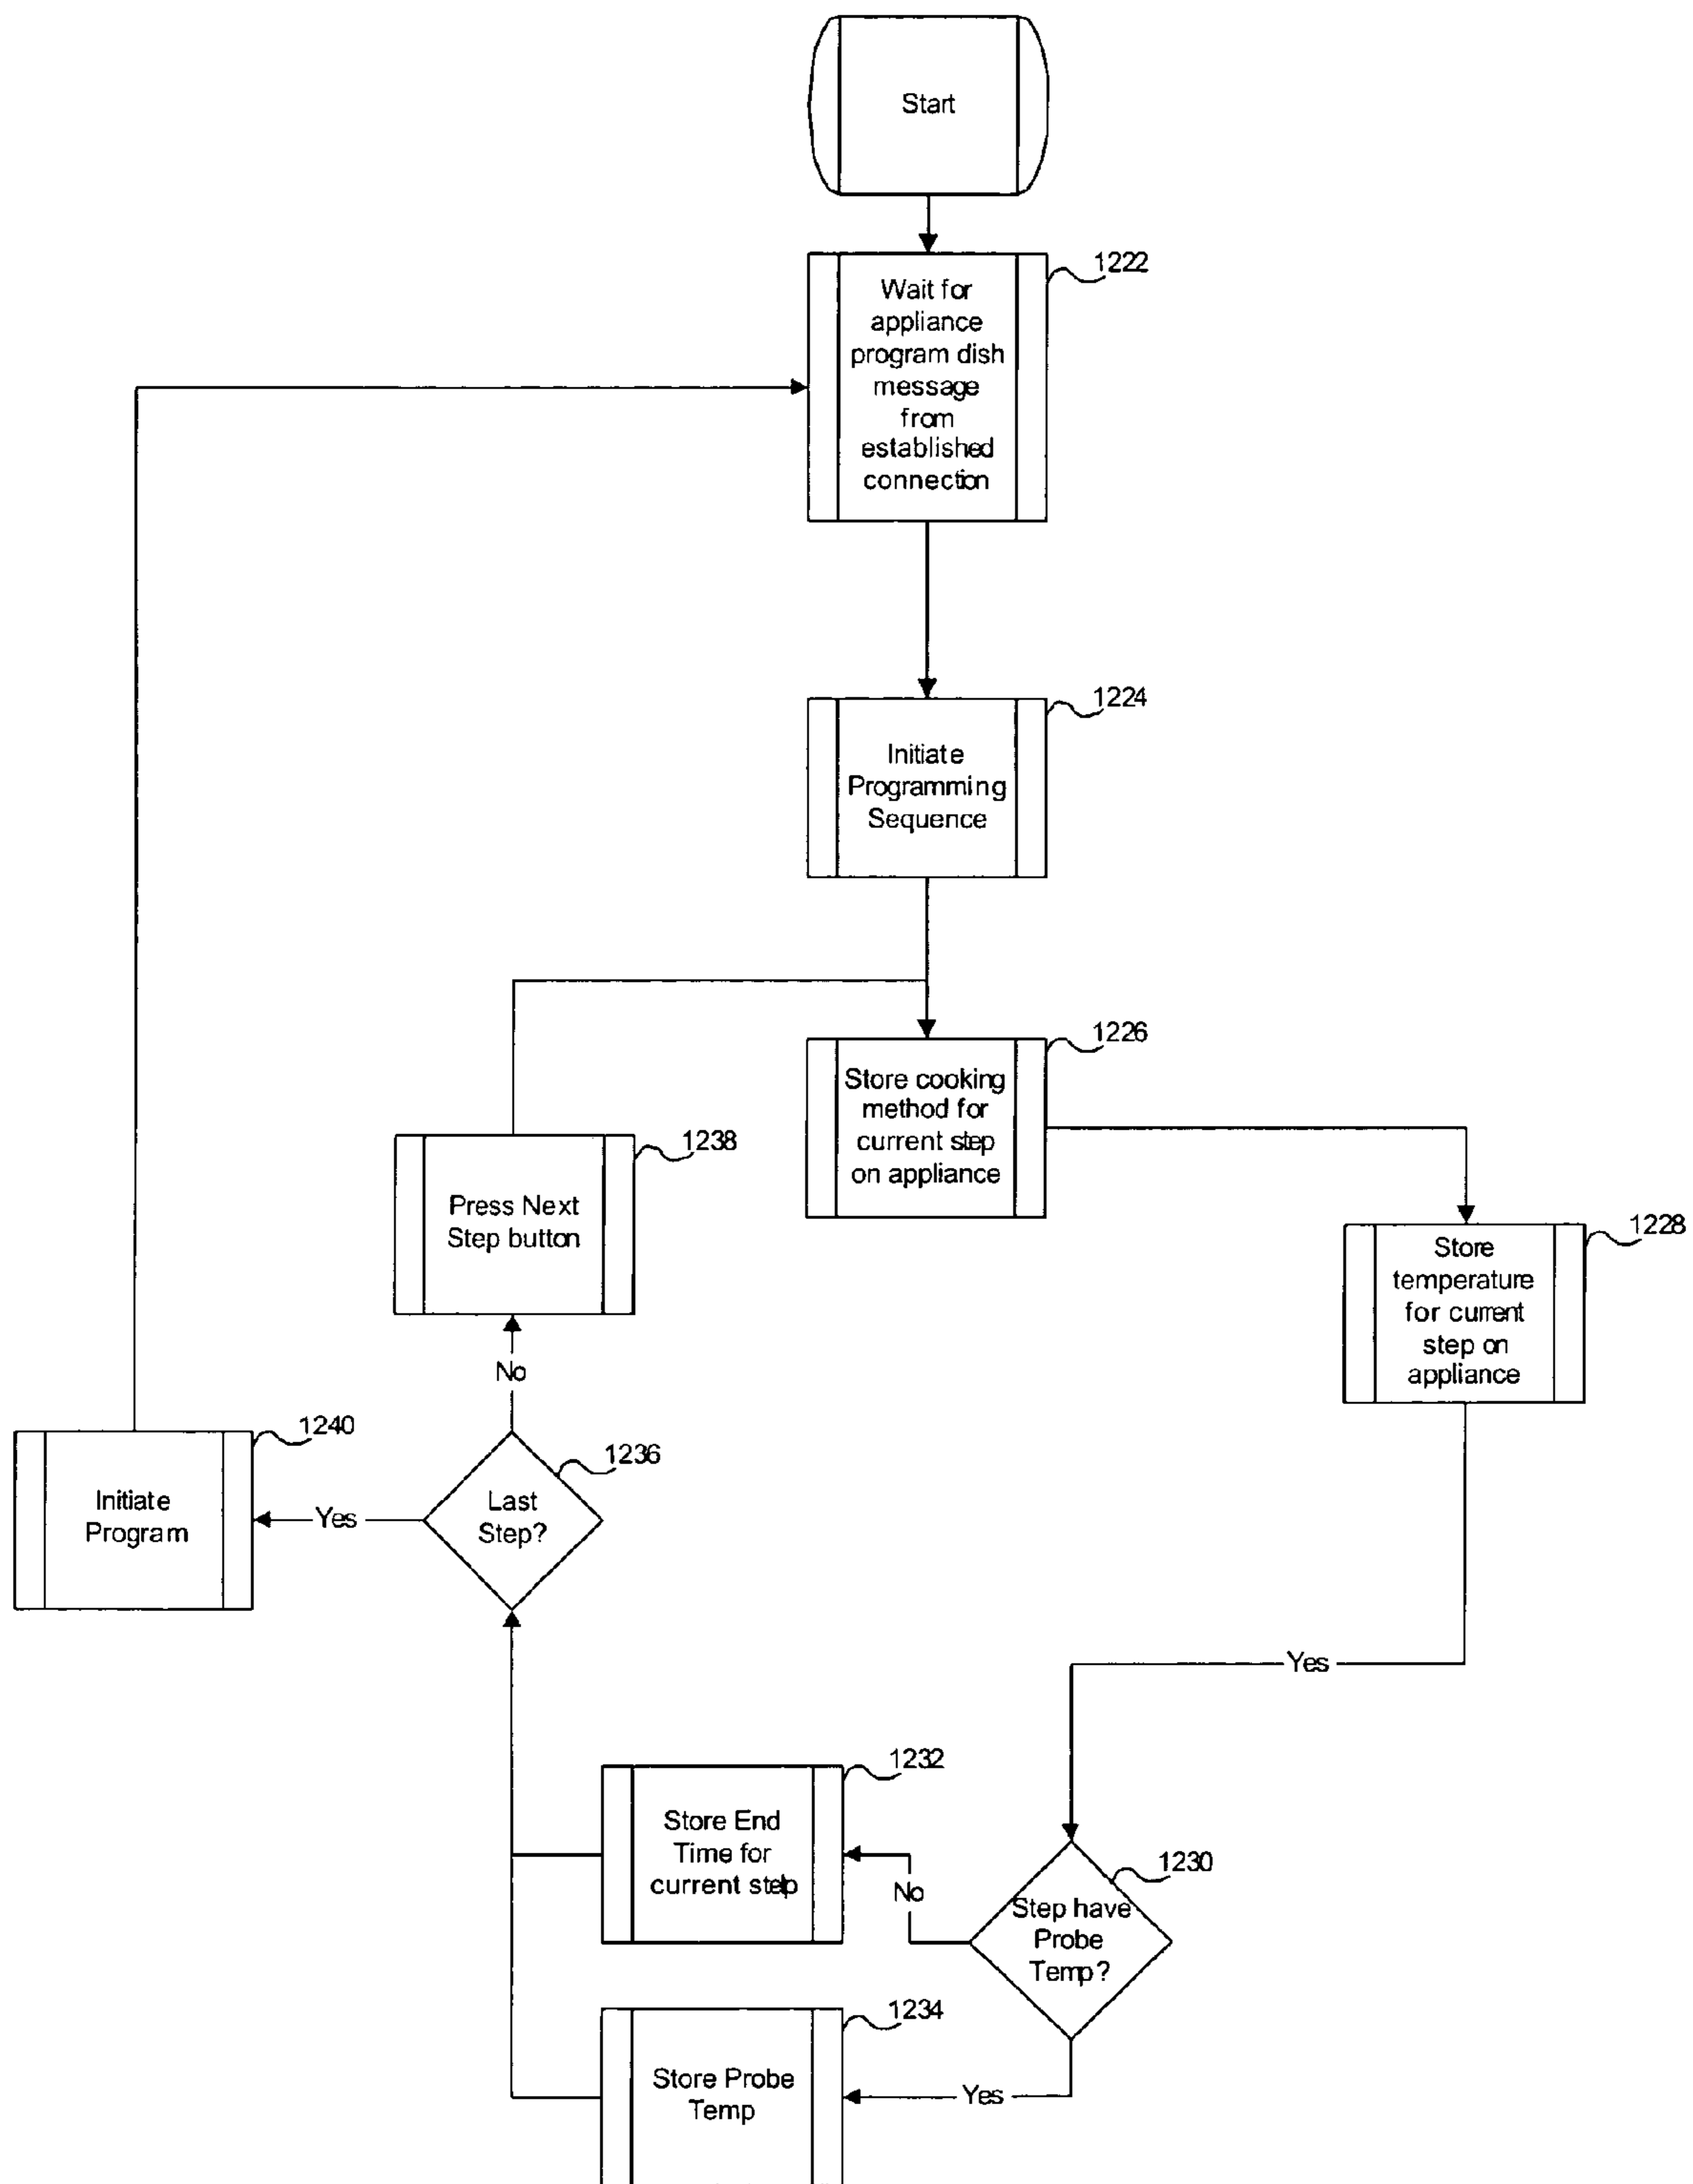 Start
1222
Wait for
appliance
program dish
message
from
established
connection
1224
Initiate
Programming
Sequence
1226
Store cooking
method for
current step
on appliance
1238
Press Next
Step button
1228
Store
temperature
for current
step on
appliance
No
1240
Initiate
Program
Yes
1236
Last
Step?
Yes
1232
Store End
Time for
current step
No
1230
Step have
Probe
Temp?
1234
Store Probe
Temp
Yes